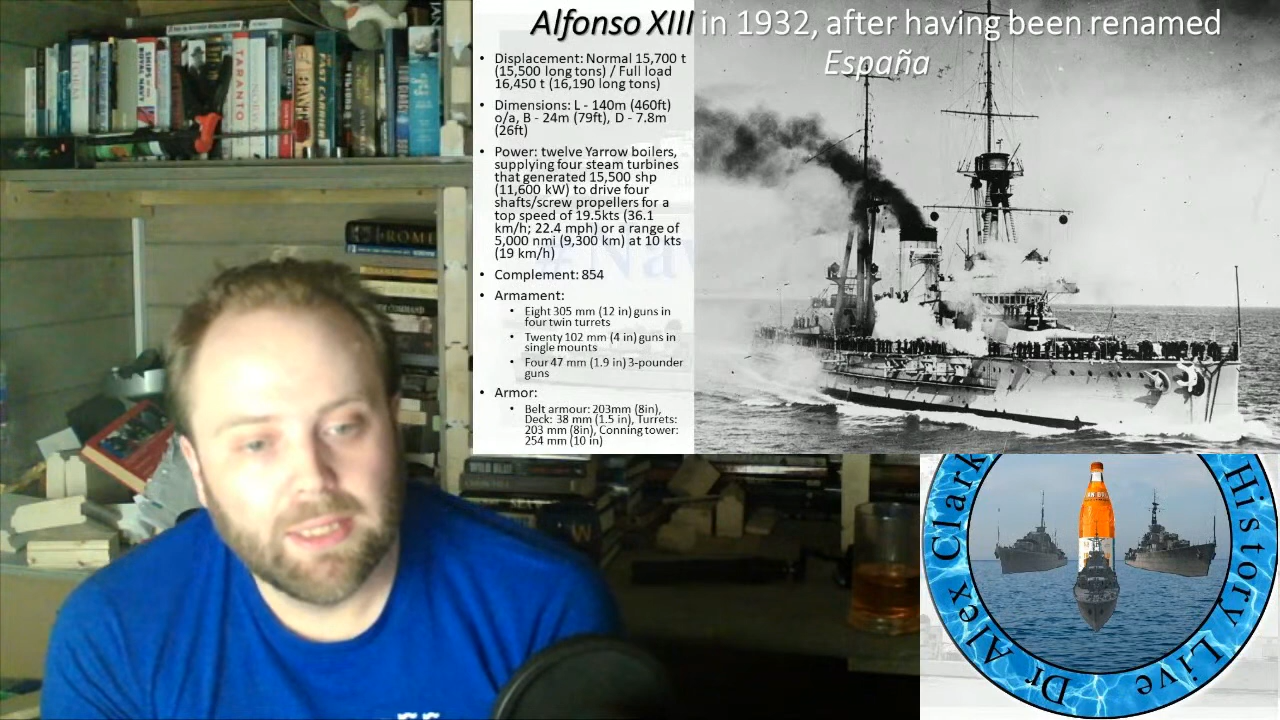 Alfonso XIII in 1932, after having been renamed
España
• Displacement: Normal 15,700 t
(15,500 long tons) / Full load
16,450 t (16,190 long tons)
• Dimensions: L - 140m (460ft)
o/a, B - 24m (79ft), D - 7.8m
(26ft)
• Power: twelve Yarrow boilers,
supplying four steam turbines
that generated 15,500 shp
(11,600 kW) to drive four
shafts/screw propellers for a
top speed of 19.5kts (36.1
km/h; 22.4 mph) or a range of
5,000 nmi (9,300 km) at 10 kts
(19 km/h)
• Complement: 854
• Armament:
• Eight 305 mm (12 in) guns in
four twin turrets
• Twenty 102 mm (4 in) guns in
single mounts
• Four 47 mm (1.9 in) 3-pounder
guns
• Armor:
• Belt armour: 203mm (8in),
Deck: 38 mm (1.5 in), Turrets:
203 mm (8in), Conning tower:
254 mm (10 in)
TARANTO
ROME
Dr Alex Clark
History Live